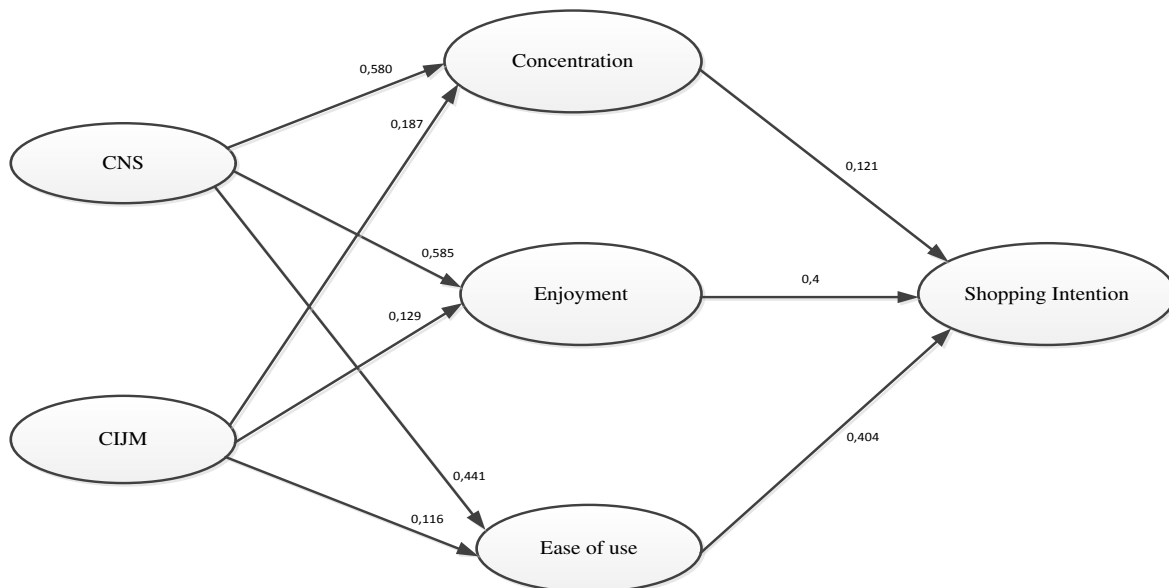 Concentration
0,580
0,187
CNS
0,121
0,585
0,4
Enjoyment
Shopping Intention
0,129
CIJM
0,404
0,441
0,116
Ease of use